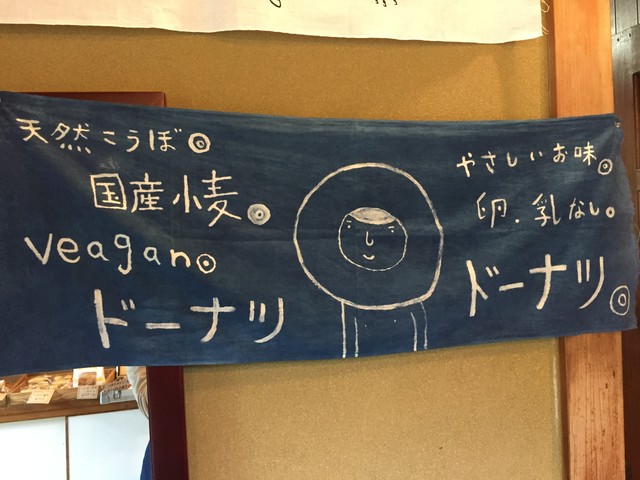 天然こうぼ
国産小麦
veagan
ドーナツ
やさしいお味。
卵.乳なし。
ドーナツ